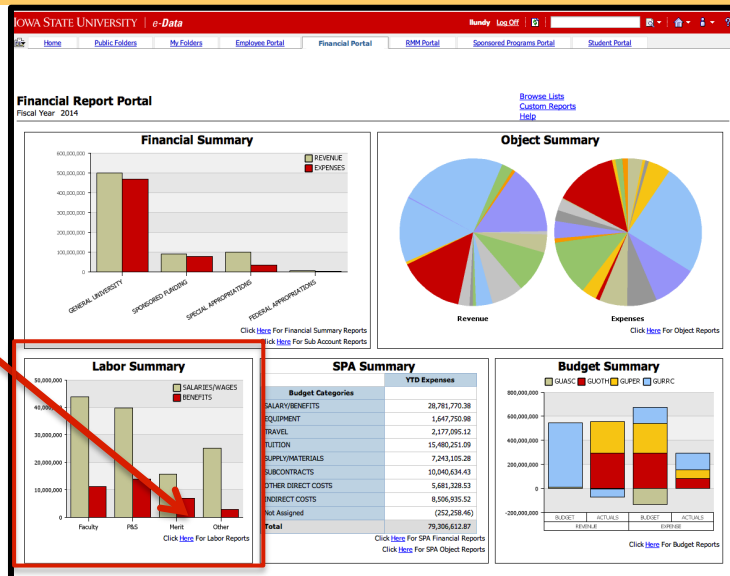 IOWA STATE UNIVERSITY | e-Data
llundy Log Off
Home Public Folders My Folders Employee Portal Financial Portal RMM Portal Sponsored Programs Portal Student Portal
Financial Report Portal
Fiscal Year 2014
Browse Lists
Custom Reports
Help
Financial Summary
REVENUE
EXPENSES
600,000,000
500,000,000
400,000,000
300,000,000
200,000,000
100,000,000
0
GENERAL UNIVERSITY
SPONSORED FUNDING
SPECIAL APPROPRIATIONS
FEDERAL APPROPRIATIONS
Click Here For Financial Summary Reports
Click Here For Sub Account Reports
Object Summary
Revenue
Expenses
Click Here For Object Reports
Labor Summary
SALARIES/WAGES
BENEFITS
50,000,000
40,000,000
30,000,000
20,000,000
10,000,000
0
Faculty P&S Merit Other
Click Here For Labor Reports
SPA Summary
YTD Expenses
Budget Categories
SALARY/BENEFITS 28,781,770.38
EQUIPMENT 1,647,750.98
TRAVEL 2,177,095.12
TUITION 15,480,251.09
SUPPLY/MATERIALS 7,243,105.28
SUBCONTRACTS 10,040,634.43
OTHER DIRECT COSTS 5,681,328.53
INDIRECT COSTS 8,506,935.52
Not Assigned (252,258.46)
Total 79,306,612.87
Click Here For SPA Financial Reports
Click Here For SPA Object Reports
Budget Summary
GUASC GUOTH GUPER GURRC
800,000,000
600,000,000
400,000,000
200,000,000
0
-200,000,000
BUDGET ACTUALS BUDGET ACTUALS
REVENUE EXPENSE
Click Here For Budget Reports